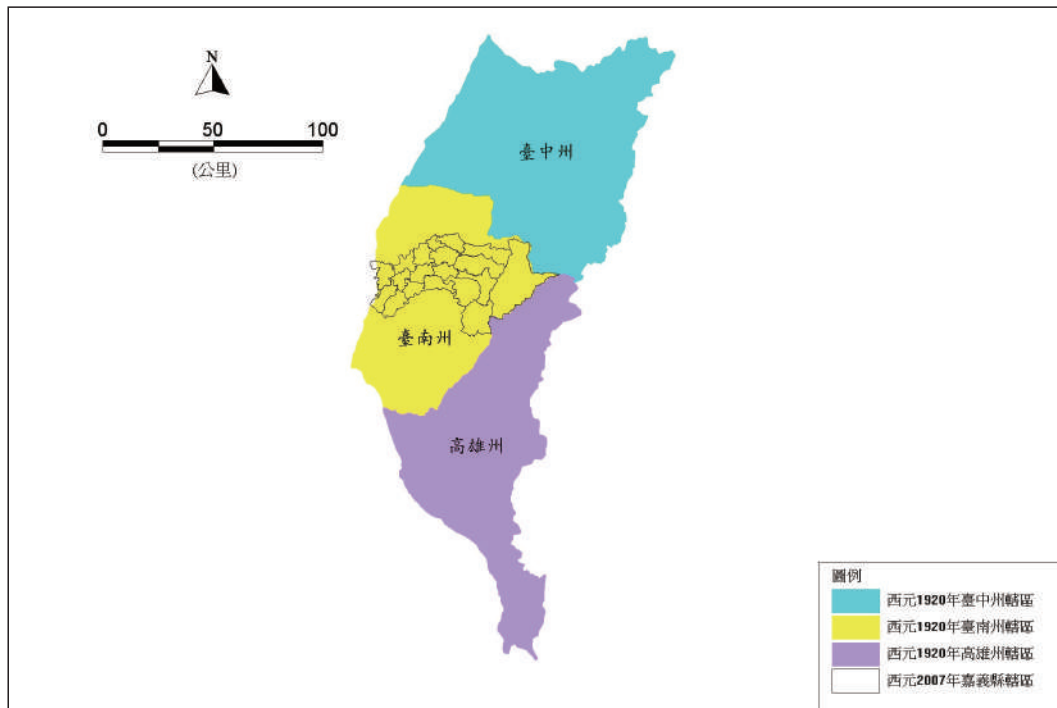 N
0 50 100
(公里)
臺中州
臺南州
高雄州
圖例
西元1920年臺中州轄區
西元1920年臺南州轄區
西元1920年高雄州轄區
西元2007年嘉義縣轄區